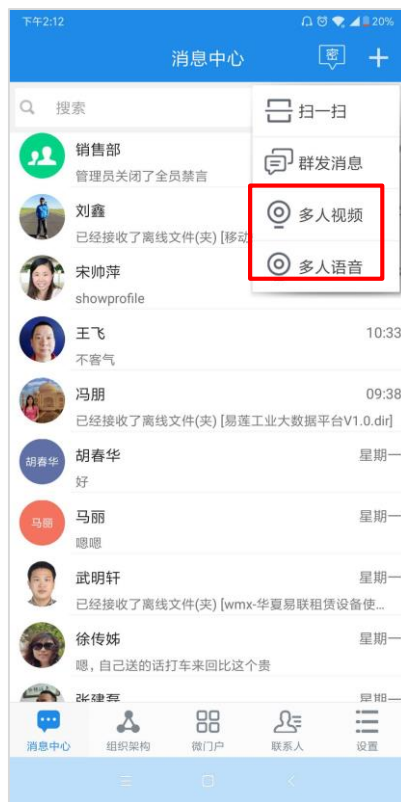 下午2:12 20%
消息中心 密
搜索
扫一扫
群发消息
多人视频
多人语音
销售部
管理员关闭了全员禁言
刘鑫
已经接收了离线文件(夹) [移动
宋帅萍
showprofile
王飞 10:33
不客气
冯朋 09:38
已经接收了离线文件(夹) [易莲工业大数据平台V1.0.dir]
胡春华 胡春华 星期一
好
马丽 马丽 星期一
嗯嗯
武明轩 星期一
已经接收了离线文件(夹) [wmx-华夏易联租赁设备使...
徐传姊 星期一
嗯，自己送的话打车来回比这个贵
张建磊 星期一
消息中心 组织架构 微门户 联系人 设置